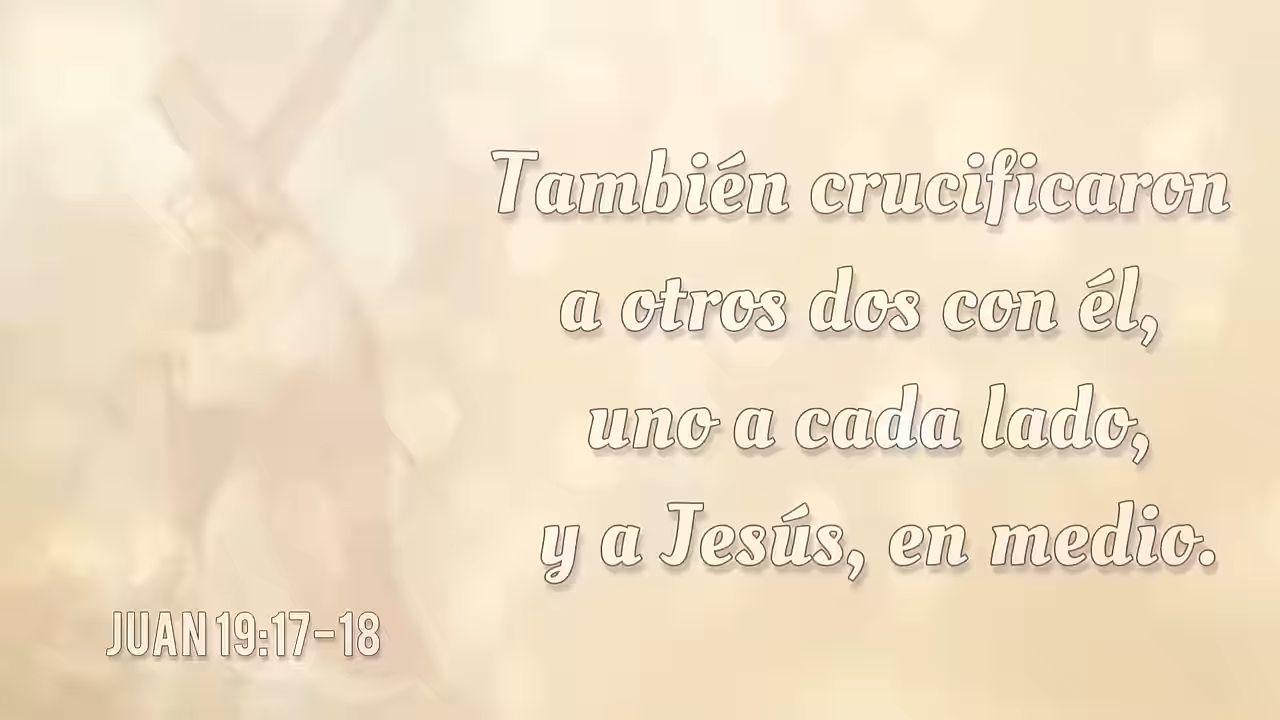 También crucificaron
a otros dos con él,
uno a cada lado,
y a Jesús, en medio.
JUAN 19:17-18